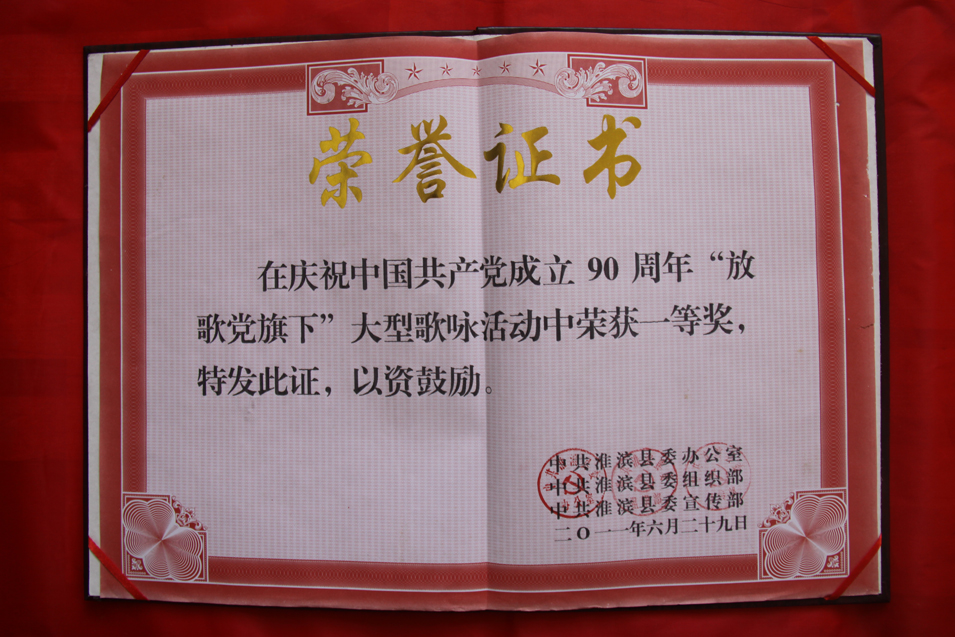 荣誉证书
在庆祝中国共产党成立 90 周年“放
歌党旗下”大型歌咏活动中荣获一等奖，
特发此证，以资鼓励。
中共淮滨县委办公室
中共淮滨县委组织部
中共淮滨县委宣传部
二〇一一年六月二十九日